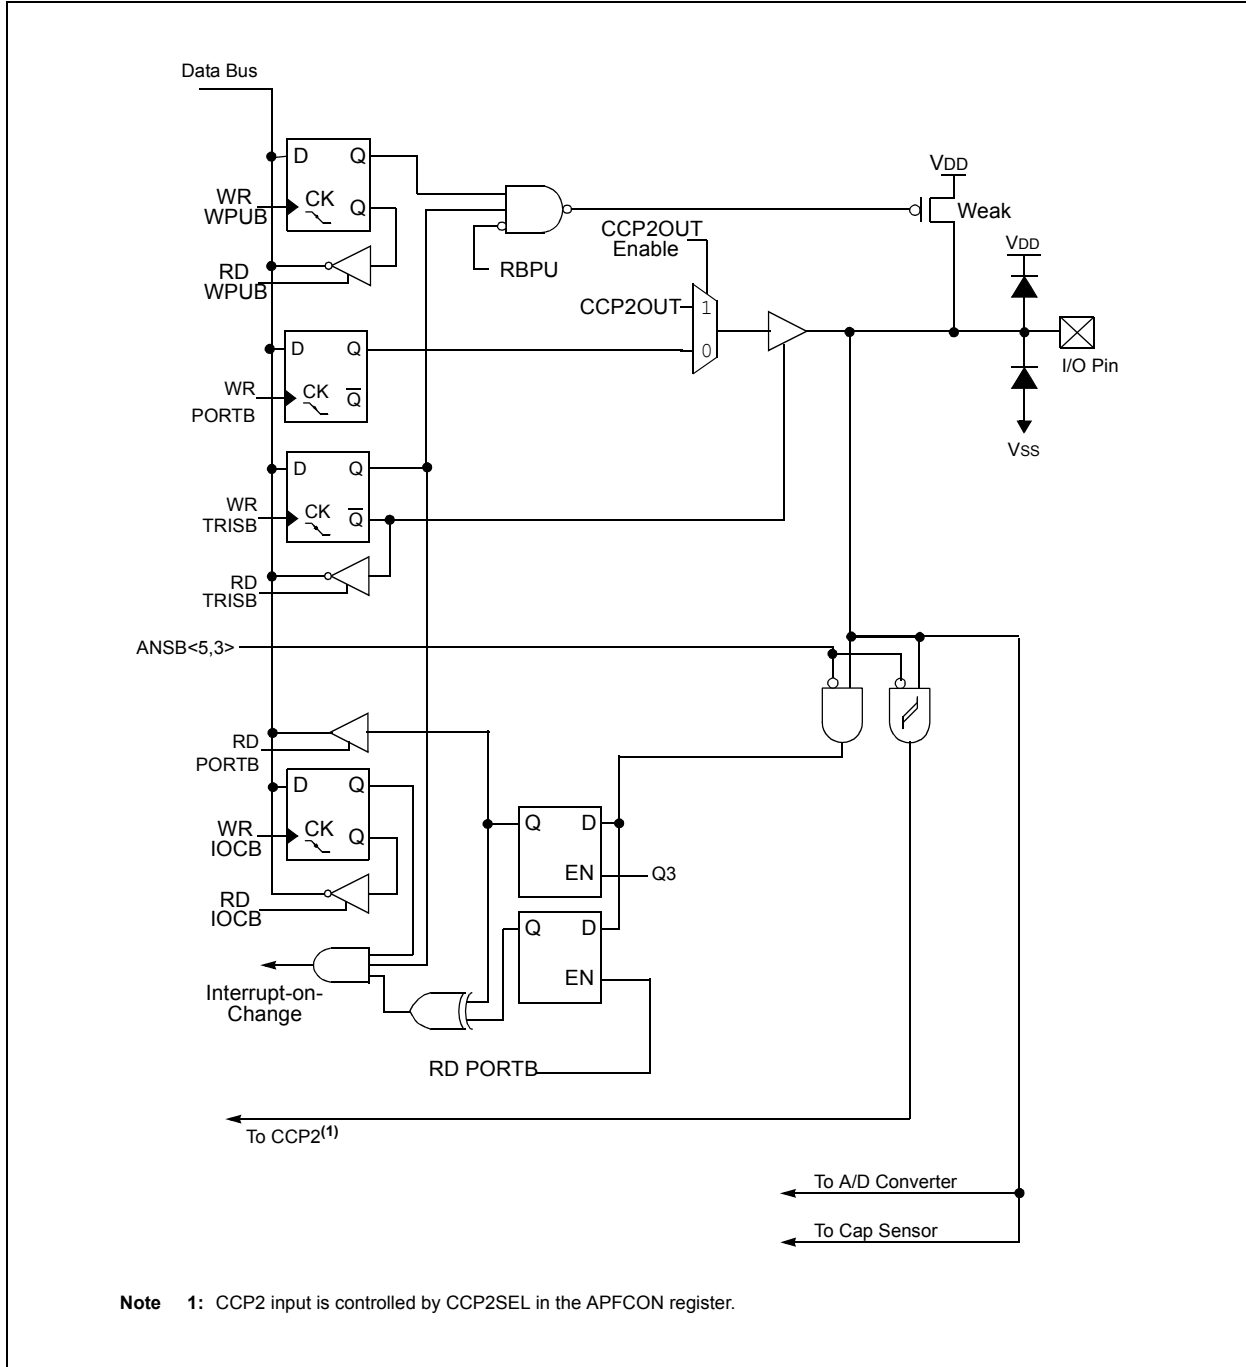 Data Bus
D Q
WR
WPUB
CK
Q
RD
WPUB
RBPU
CCP2OUT
Enable
CCP2OUT
1
0
VDD
Weak
VDD
I/O Pin
VSS
D Q
WR
PORTB
CK
Q
D Q
WR
TRISB
CK
Q
RD
TRISB
ANSB<5,3>
RD
PORTB
D Q
WR
IOCB
CK
Q
RD
IOCB
Q D
EN
Q3
Q D
EN
Interrupt-on-
Change
RD PORTB
To CCP2(1)
To A/D Converter
To Cap Sensor
Note 1: CCP2 input is controlled by CCP2SEL in the APFCON register.